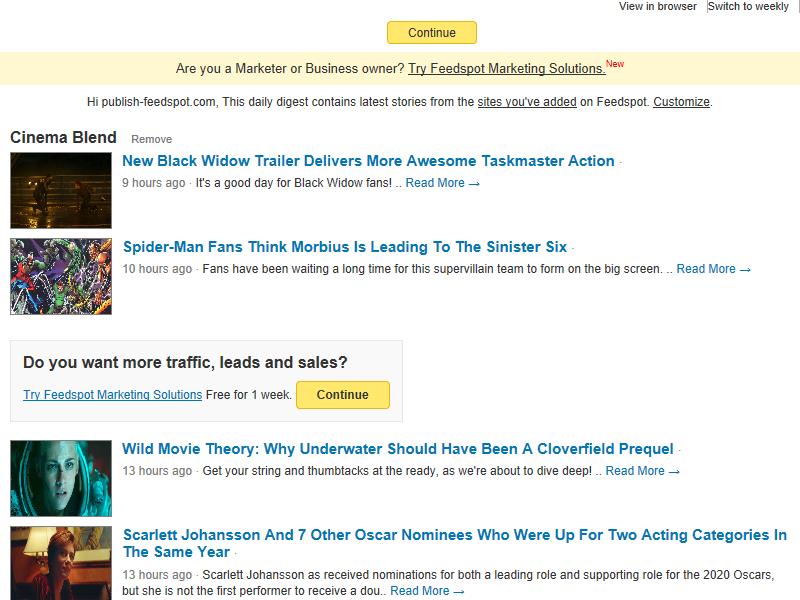 View in browser Switch to weekly
Continue
Are you a Marketer or Business owner? Try Feedspot Marketing Solutions. New
Hi publish-feedspot.com, This daily digest contains latest stories from the sites you've added on Feedspot. Customize.
Cinema Blend Remove
New Black Widow Trailer Delivers More Awesome Taskmaster Action ·
9 hours ago · It's a good day for Black Widow fans! .. Read More →
Spider-Man Fans Think Morbius Is Leading To The Sinister Six ·
10 hours ago · Fans have been waiting a long time for this supervillain team to form on the big screen. .. Read More →
Do you want more traffic, leads and sales?
Try Feedspot Marketing Solutions Free for 1 week. Continue
Wild Movie Theory: Why Underwater Should Have Been A Cloverfield Prequel ·
13 hours ago · Get your string and thumbtacks at the ready, as we're about to dive deep! .. Read More →
Scarlett Johansson And 7 Other Oscar Nominees Who Were Up For Two Acting Categories In
The Same Year ·
13 hours ago · Scarlett Johansson as received nominations for both a leading role and supporting role for the 2020 Oscars,
but she is not the first performer to receive a dou.. Read More →